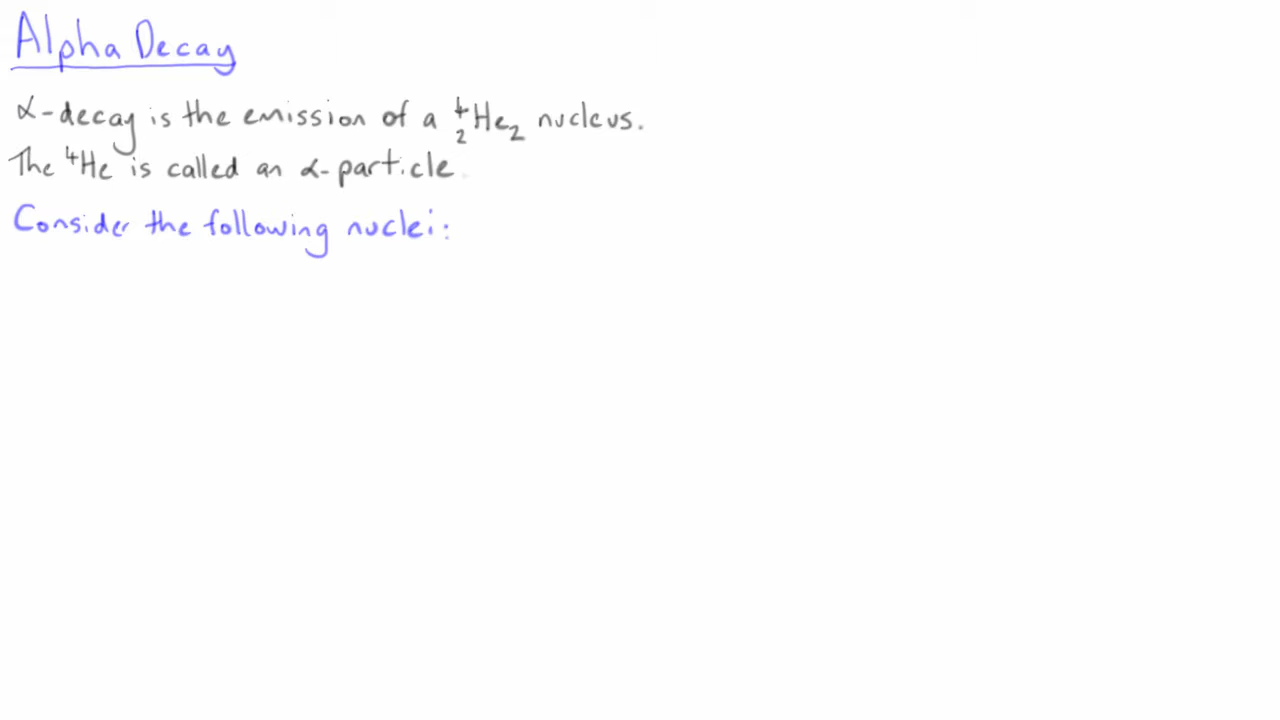 Alpha Decay
α-decay is the emission of a ⁴₂He₂ nucleus.
The ⁴He is called an α-particle
Consider the following nuclei: